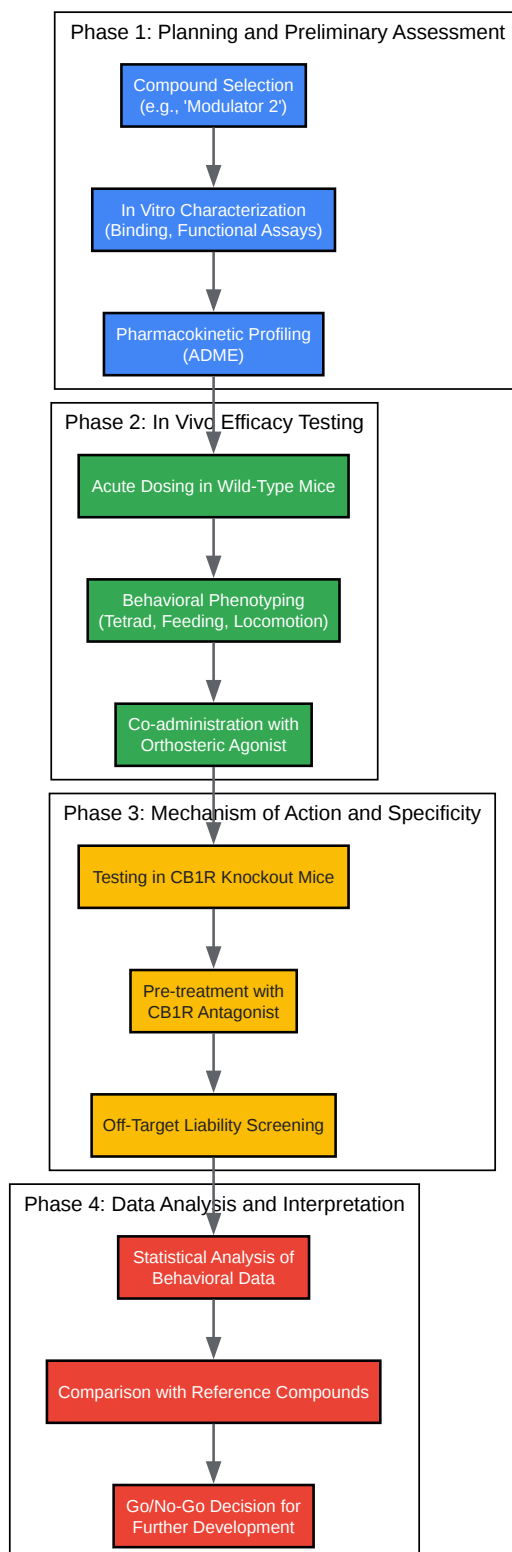 Phase 1: Planning and Preliminary Assessment
Compound Selection
(e.g., 'Modulator 2')
In Vitro Characterization
(Binding, Functional Assays)
Pharmacokinetic Profiling
(ADME)
Phase 2: In Vivo Efficacy Testing
Acute Dosing in Wild-Type Mice
Behavioral Phenotyping
(Tetrad, Feeding, Locomotion)
Co-administration with
Orthosteric Agonist
Phase 3: Mechanism of Action and Specificity
Testing in CB1R Knockout Mice
Pre-treatment with
CB1R Antagonist
Off-Target Liability Screening
Phase 4: Data Analysis and Interpretation
Statistical Analysis of
Behavioral Data
Comparison with Reference Compounds
Go/No-Go Decision for
Further Development